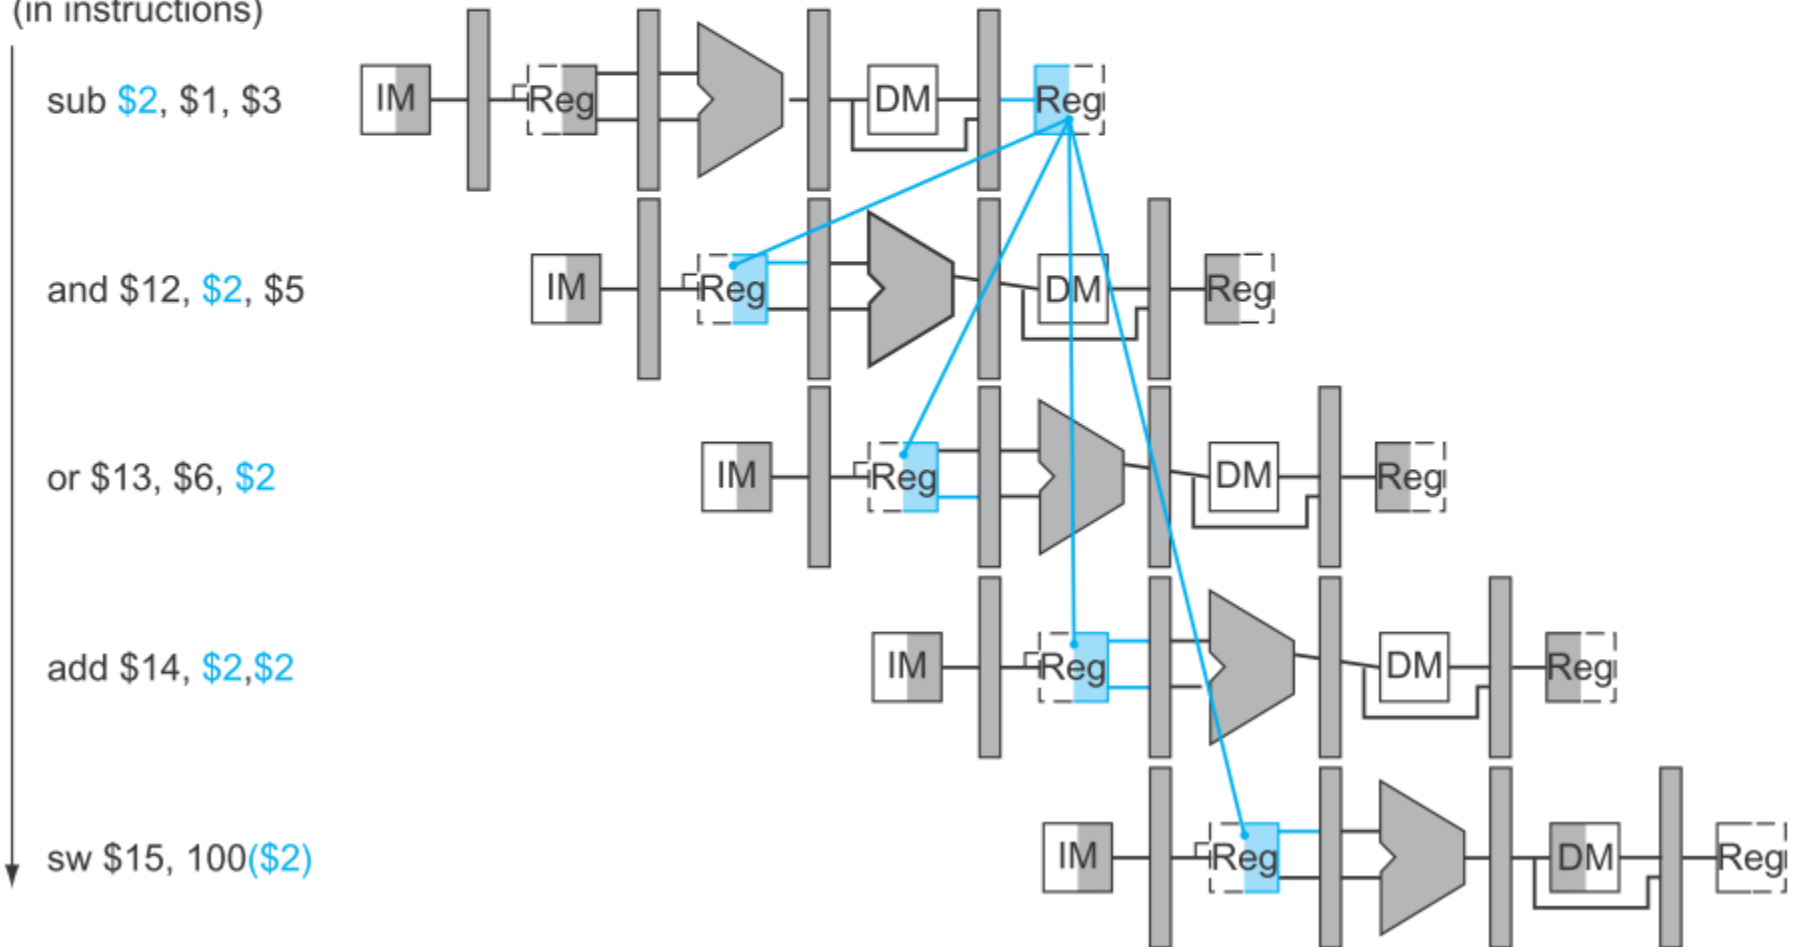 (in instructions)
sub $2, $1, $3
IM Reg DM Reg
and $12, $2, $5
IM Reg DM Reg
or $13, $6, $2
IM Reg DM Reg
add $14, $2,$2
IM Reg DM Reg
sw $15, 100($2)
IM Reg DM Reg